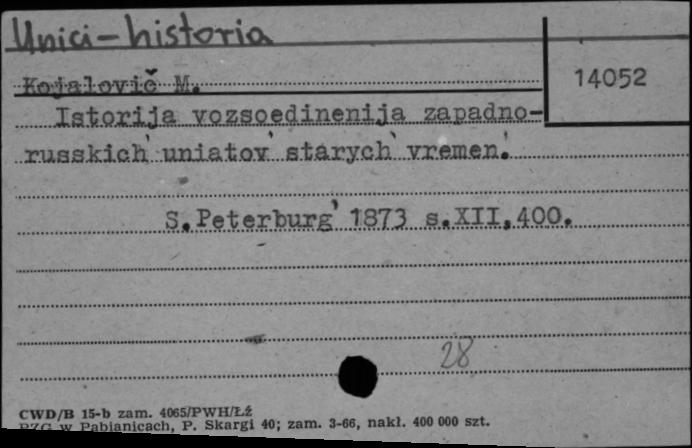 Unici - historia
14052
Kojalovič M.
Istorija vozsoedinenija zapadno-
russkich' uniatov' starych' vremen.'
S.Peterburg' 1873 s.XII,400.
28
CWD/B 15-b zam. 4065/PWH/Łź
PZG w Pabianicach, P. Skargi 40; zam. 3-66, nakł. 400 000 szt.